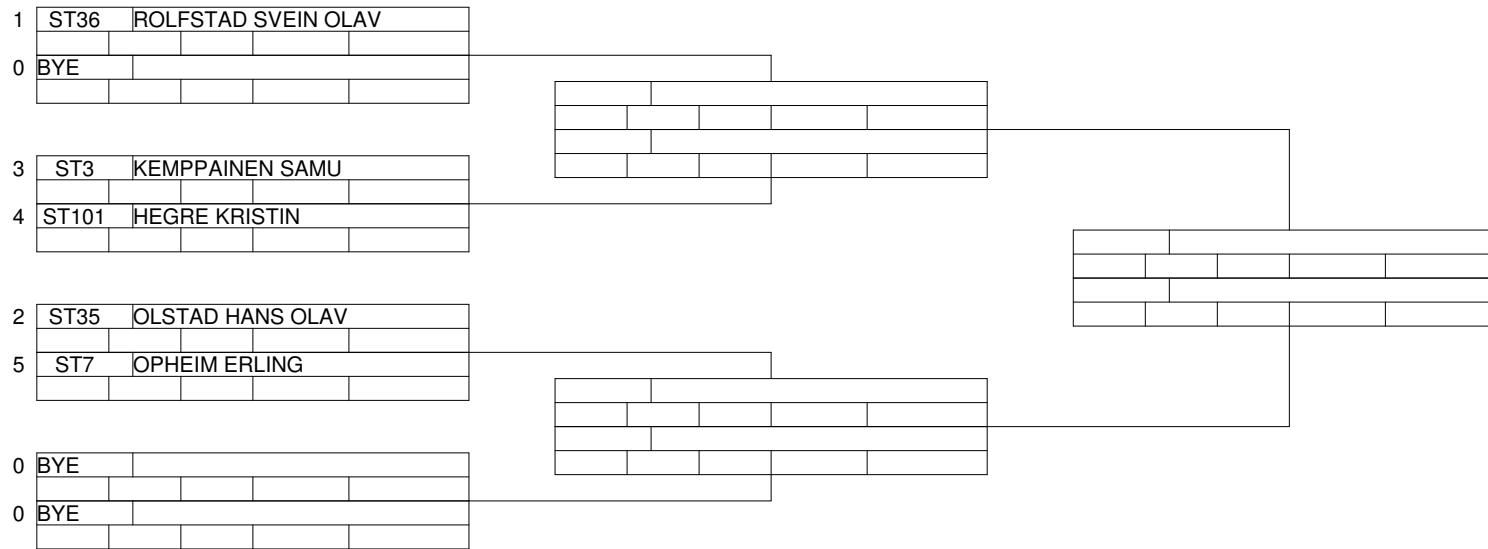 1 ST36 ROLFSTAD SVEIN OLAV
0 BYE
3 ST3 KEMPPAINEN SAMU
4 ST101 HEGRE KRISTIN
2 ST35 OLSTAD HANS OLAV
5 ST7 OPHEIM ERLING
0 BYE
0 BYE